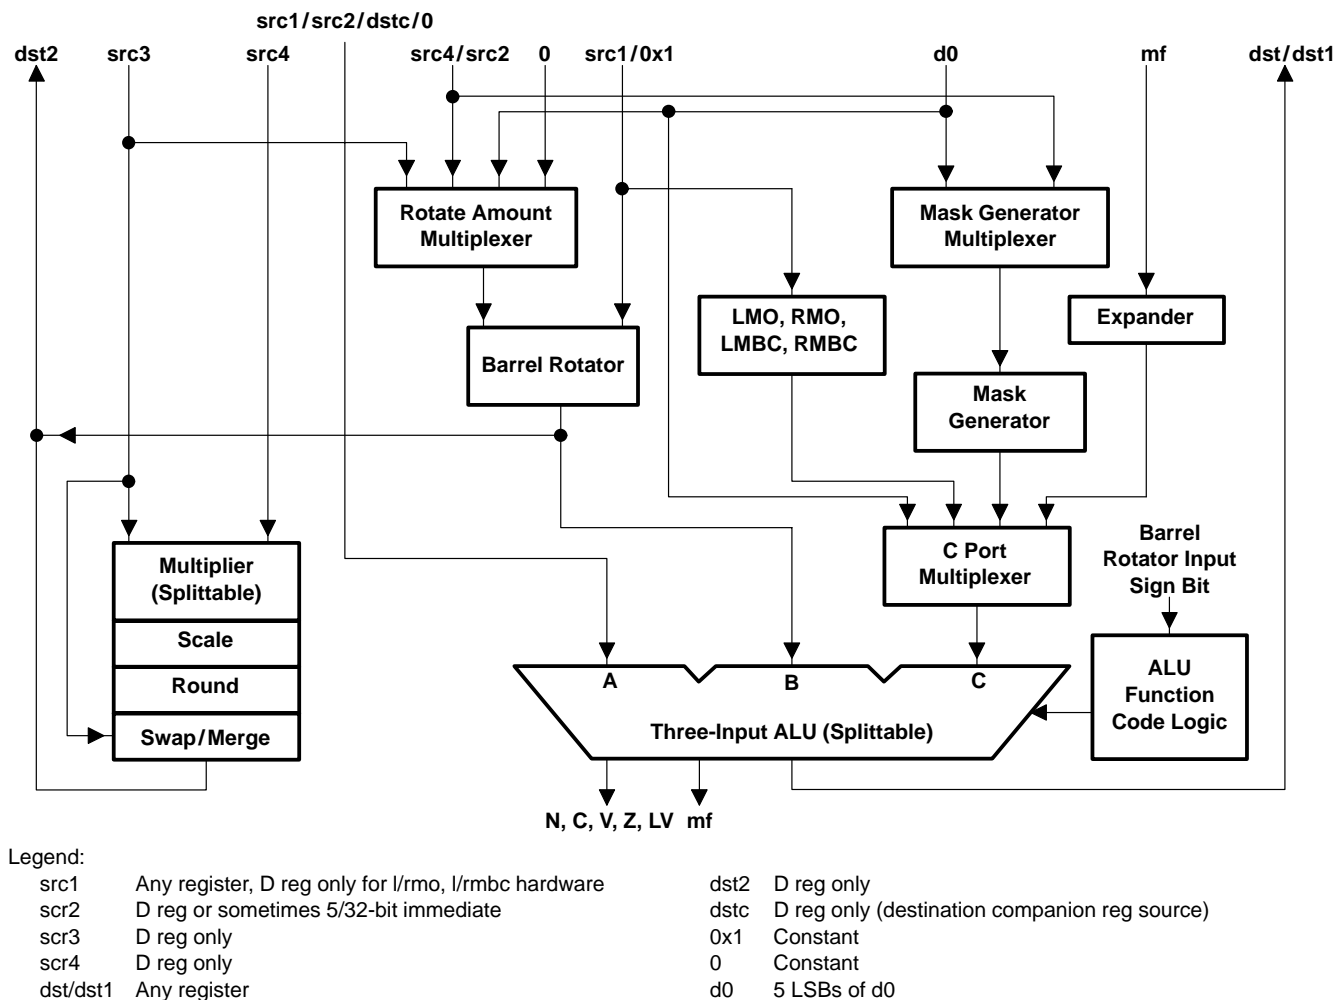 src1/src2/dstc/0
dst2 src3 src4 src4/src2 0 src1/0x1 d0 mf dst/dst1
Rotate Amount
Multiplexer
Mask Generator
Multiplexer
LMO, RMO,
LMBC, RMBC
Expander
Barrel Rotator
Mask
Generator
Multiplier
(Splittable)
Scale
Round
Swap/Merge
C Port
Multiplexer
Barrel
Rotator Input
Sign Bit
A B C
Three-Input ALU (Splittable)
ALU
Function
Code Logic
N, C, V, Z, LV mf
Legend:
src1 Any register, D reg only for l/rmo, l/rmbc hardware
scr2 D reg or sometimes 5/32-bit immediate
scr3 D reg only
scr4 D reg only
dst/dst1 Any register
dst2 D reg only
dstc D reg only (destination companion reg source)
0x1 Constant
0 Constant
d0 5 LSBs of d0